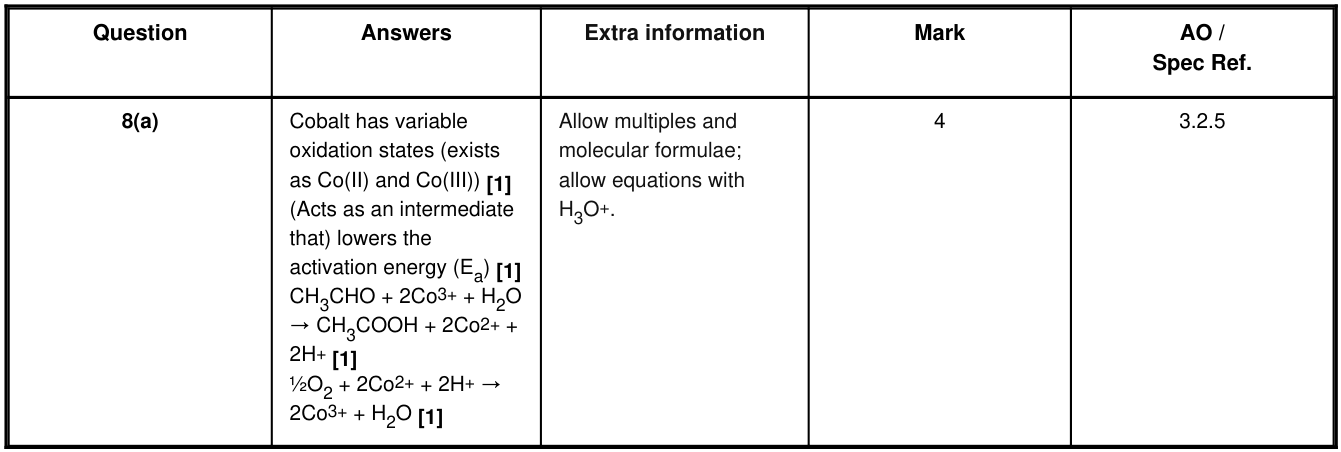 Question Answers Extra information Mark AO /
Spec Ref.
8(a)
Cobalt has variable
oxidation states (exists
as Co(II) and Co(III)) [1]
(Acts as an intermediate
that) lowers the
activation energy (Eₐ) [1]
CH₃CHO + 2Co3+ + H₂O
→ CH₃COOH + 2Co2+ +
2H+ [1]
½O₂ + 2Co2+ + 2H+ →
2Co3+ + H₂O [1]
Allow multiples and
molecular formulae;
allow equations with
H₃O+.
4
3.2.5